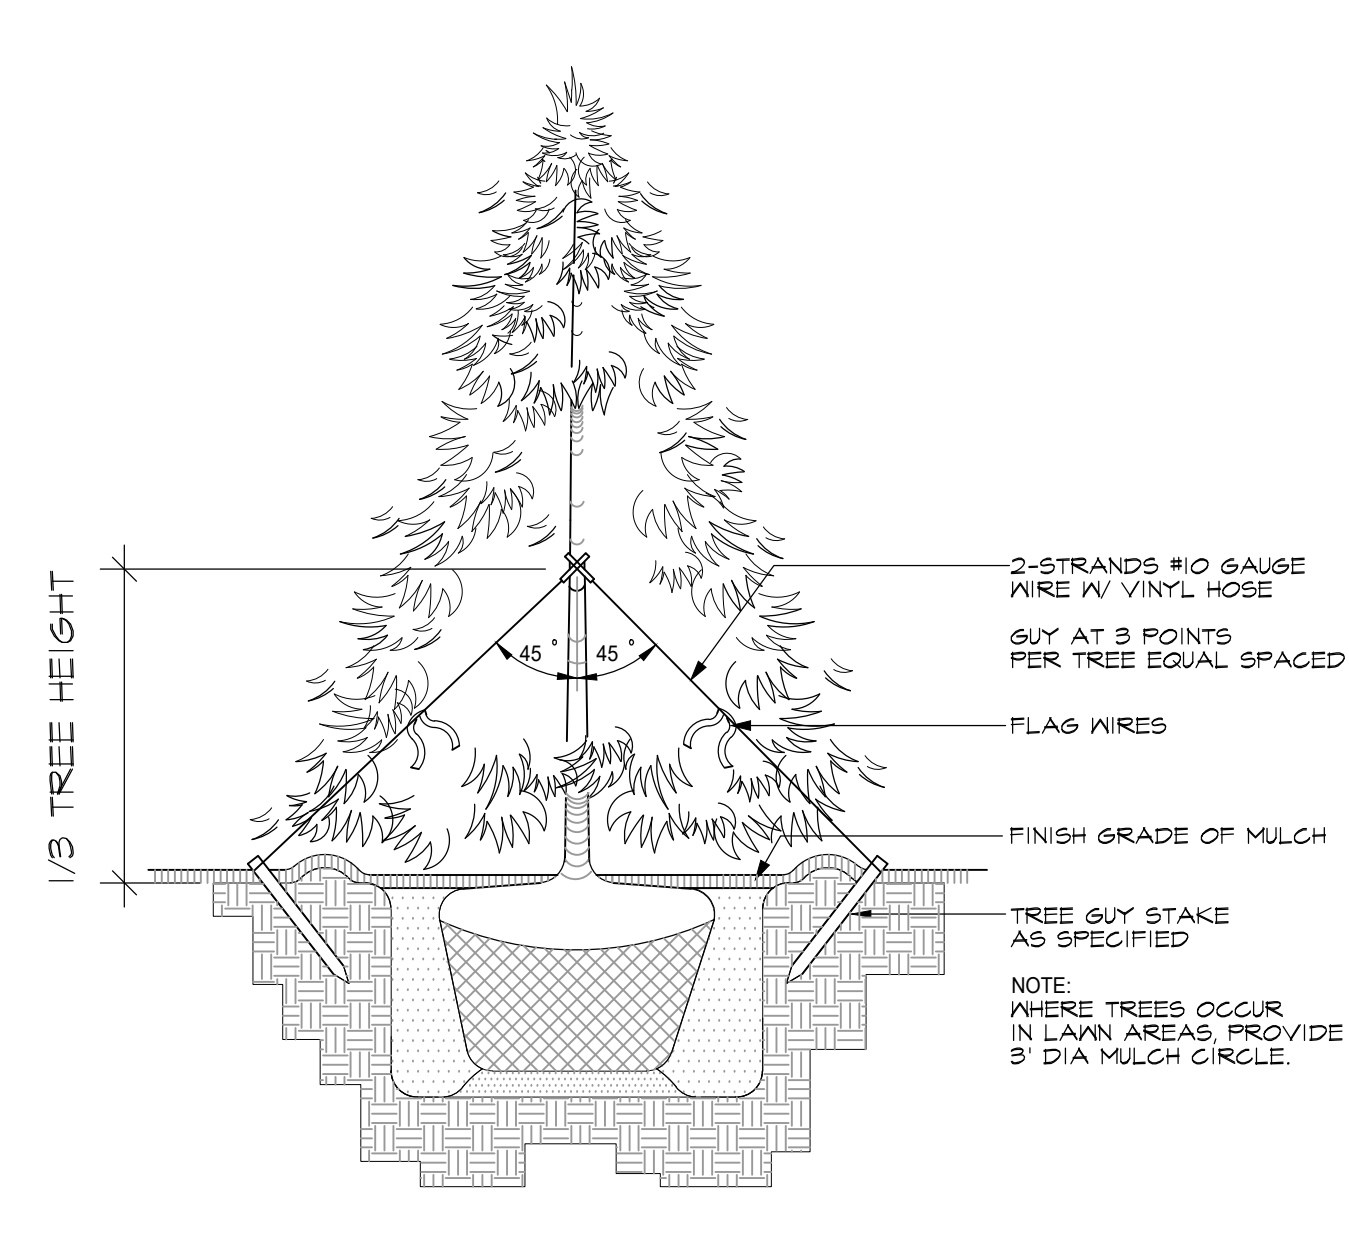 2-STRANDS #10 GAUGE
WIRE W/ VINYL HOSE
GUY AT 3 POINTS
PER TREE EQUAL SPACED
45° 45°
1/3 TREE HEIGHT
FLAG WIRES
FINISH GRADE OF MULCH
TREE GUY STAKE
AS SPECIFIED
NOTE:
WHERE TREES OCCUR
IN LAWN AREAS, PROVIDE
3' DIA MULCH CIRCLE.